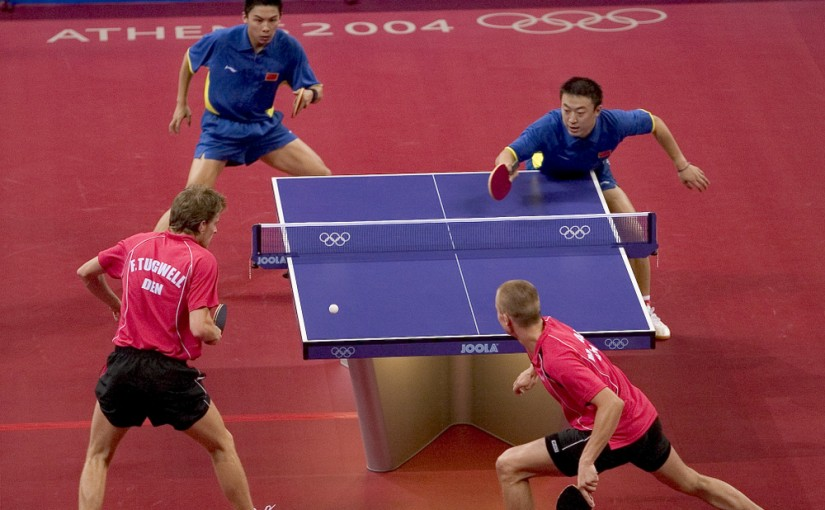 ATHENS 2004
JOOLA
F.TUGWELL
DEN
JOOLA